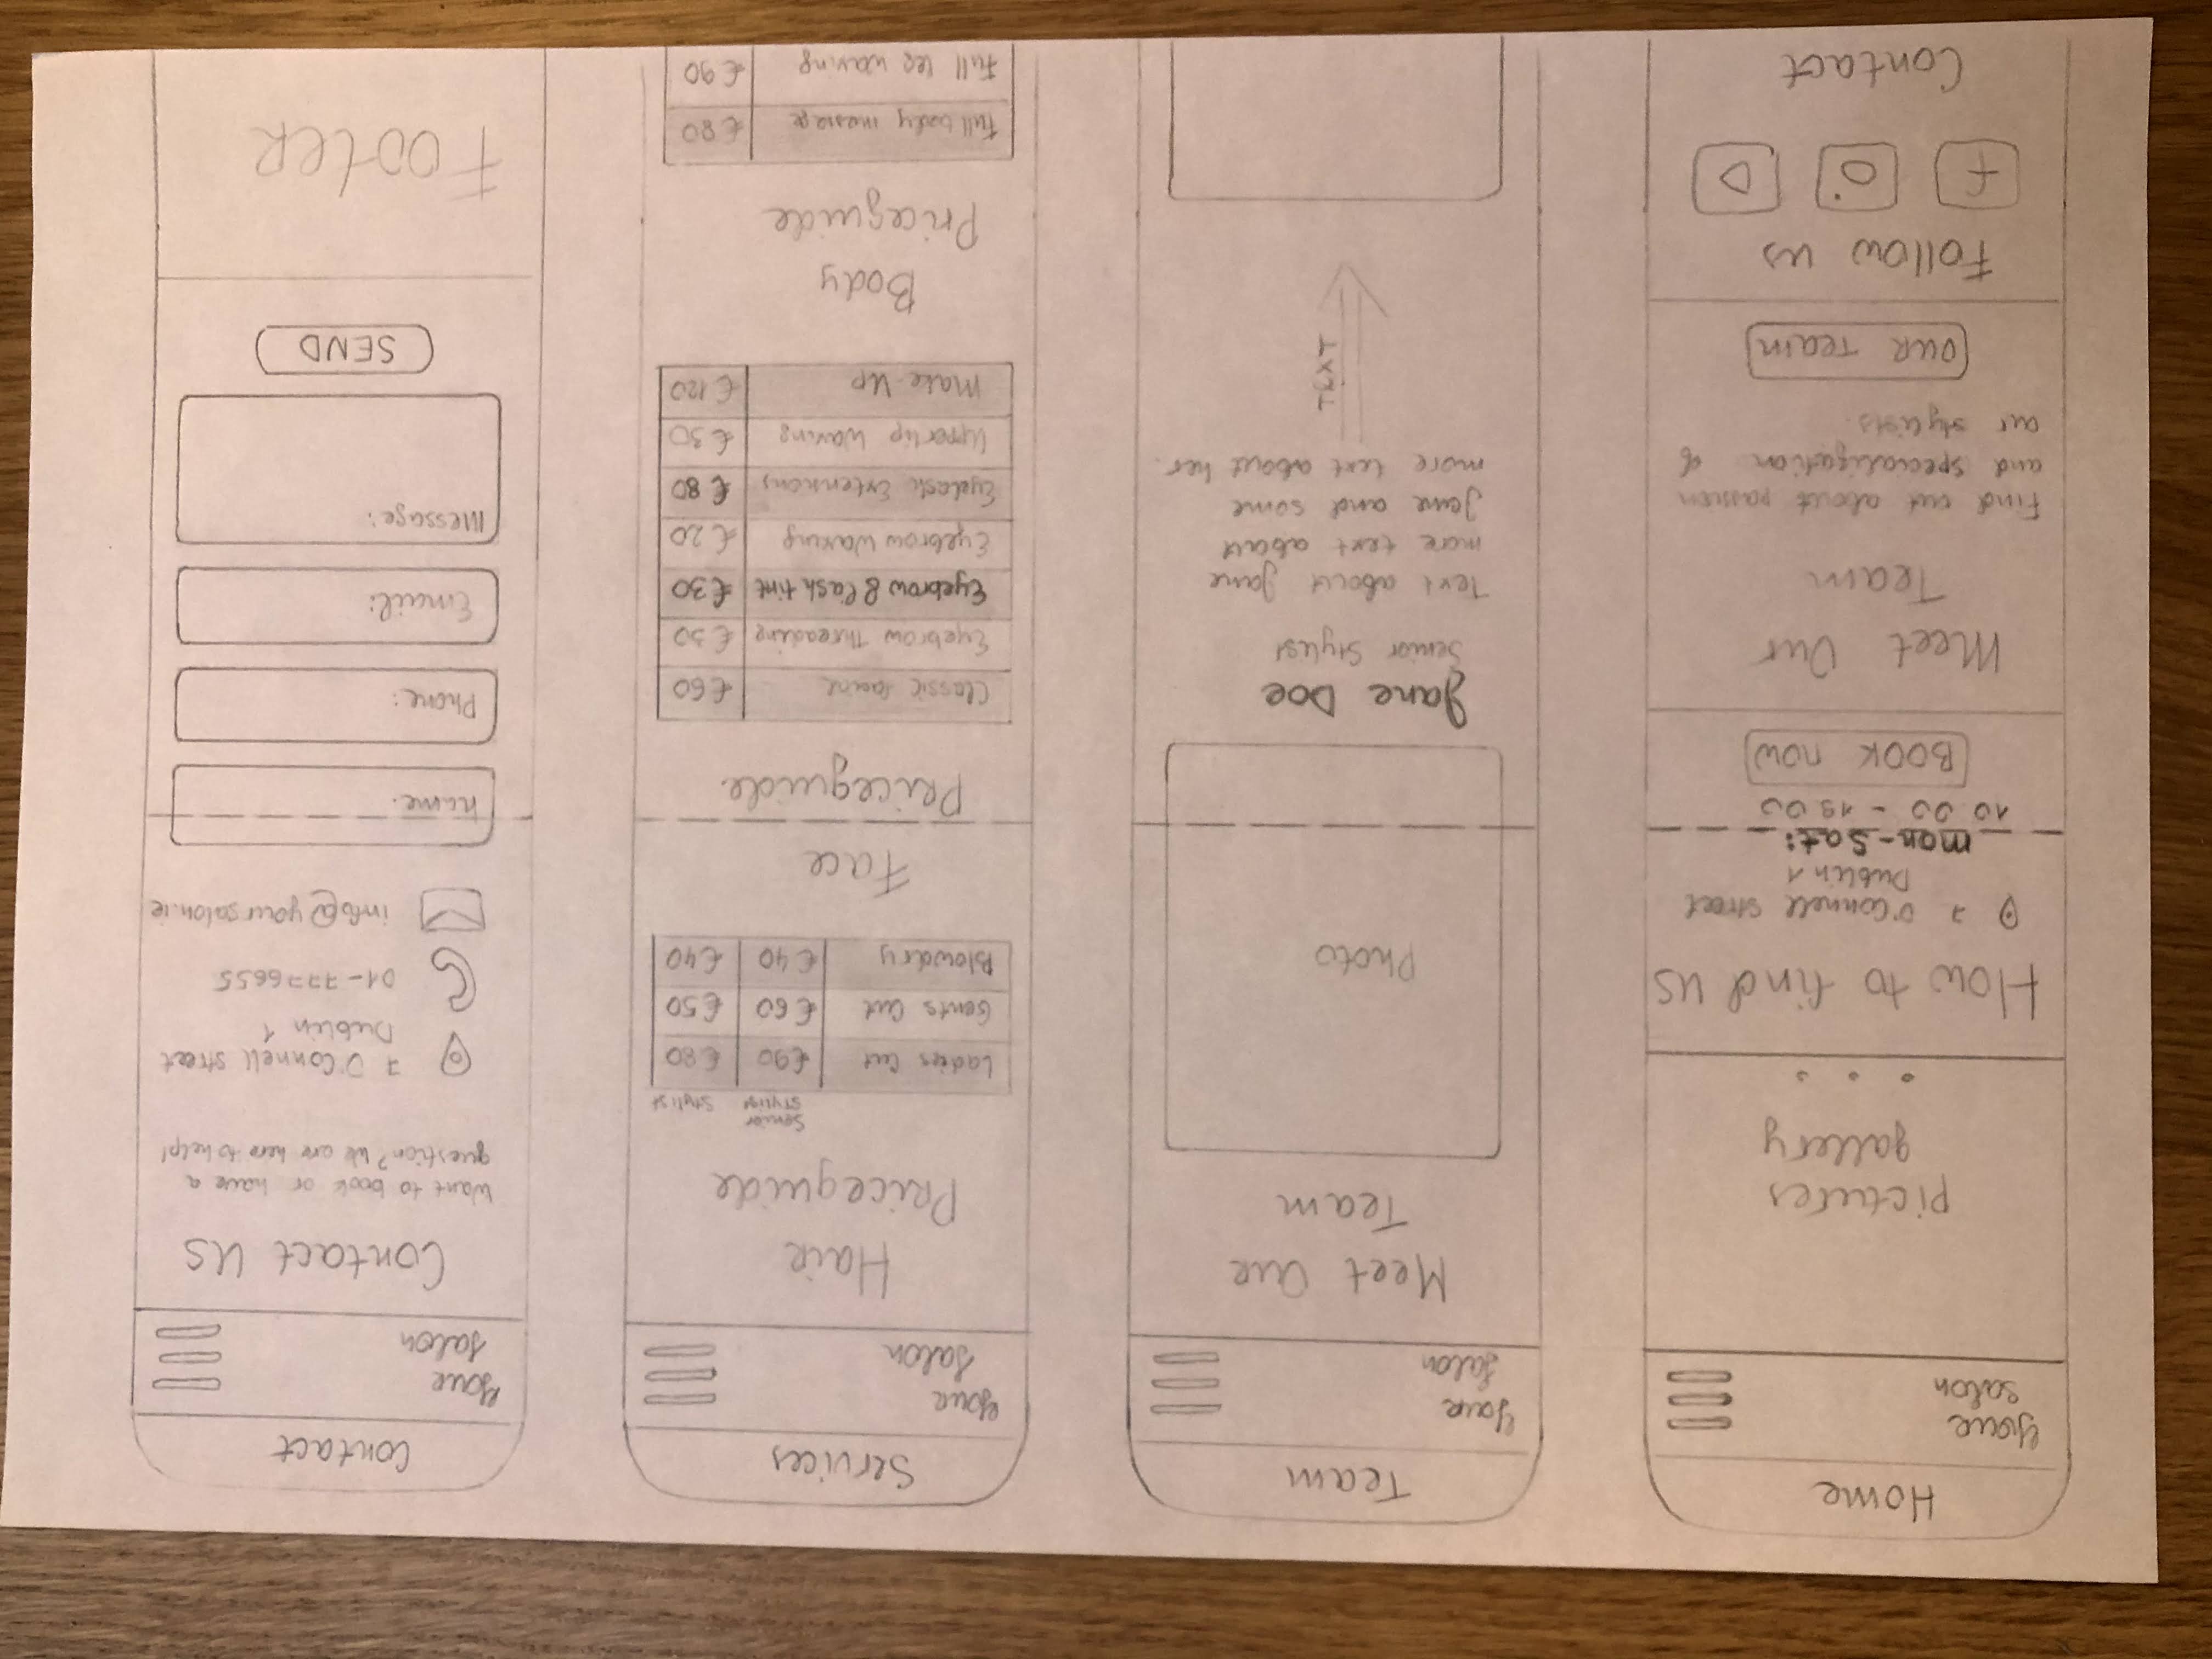 Home
Your
Salon
pictures
gallery
How to find us
7 O'Connell street
Dublin 1
Mon-Sat:
10.00 - 19.00
BOOK NOW
Meet Our
Team
Find out about passion
and specialization of
our stylists.
OUR TEAM
Follow us
f
Contact
Team
Your
Salon
Meet Our
Team
Photo
Jane Doe
Senior Stylist
Text about Jane
more text about
Jane and some
more text about her.
TEXT
Services
Your
Salon
Hair
Priceguide
Senior
Stylist
Stylist
Ladies Cut €90 €80
Gents Cut €60 €50
Blowdry €40 €40
Face
Priceguide
Classic €60
Eyebrow Threading €30
Eyebrow & lash tint €30
Eyebrow Waxing €20
Eyelash Extensions €80
Upperlip Waxing €30
Make-Up €120
Body
Priceguide
Full body massage €80
Full leg waxing €90
Contact
Your
Salon
Contact Us
Want to book or have a
question? We are here to help!
7 O'Connell street
Dublin 1
01-7776655
info@yoursalon.ie
Name:
Phone:
Email:
Message:
SEND
FOOTER